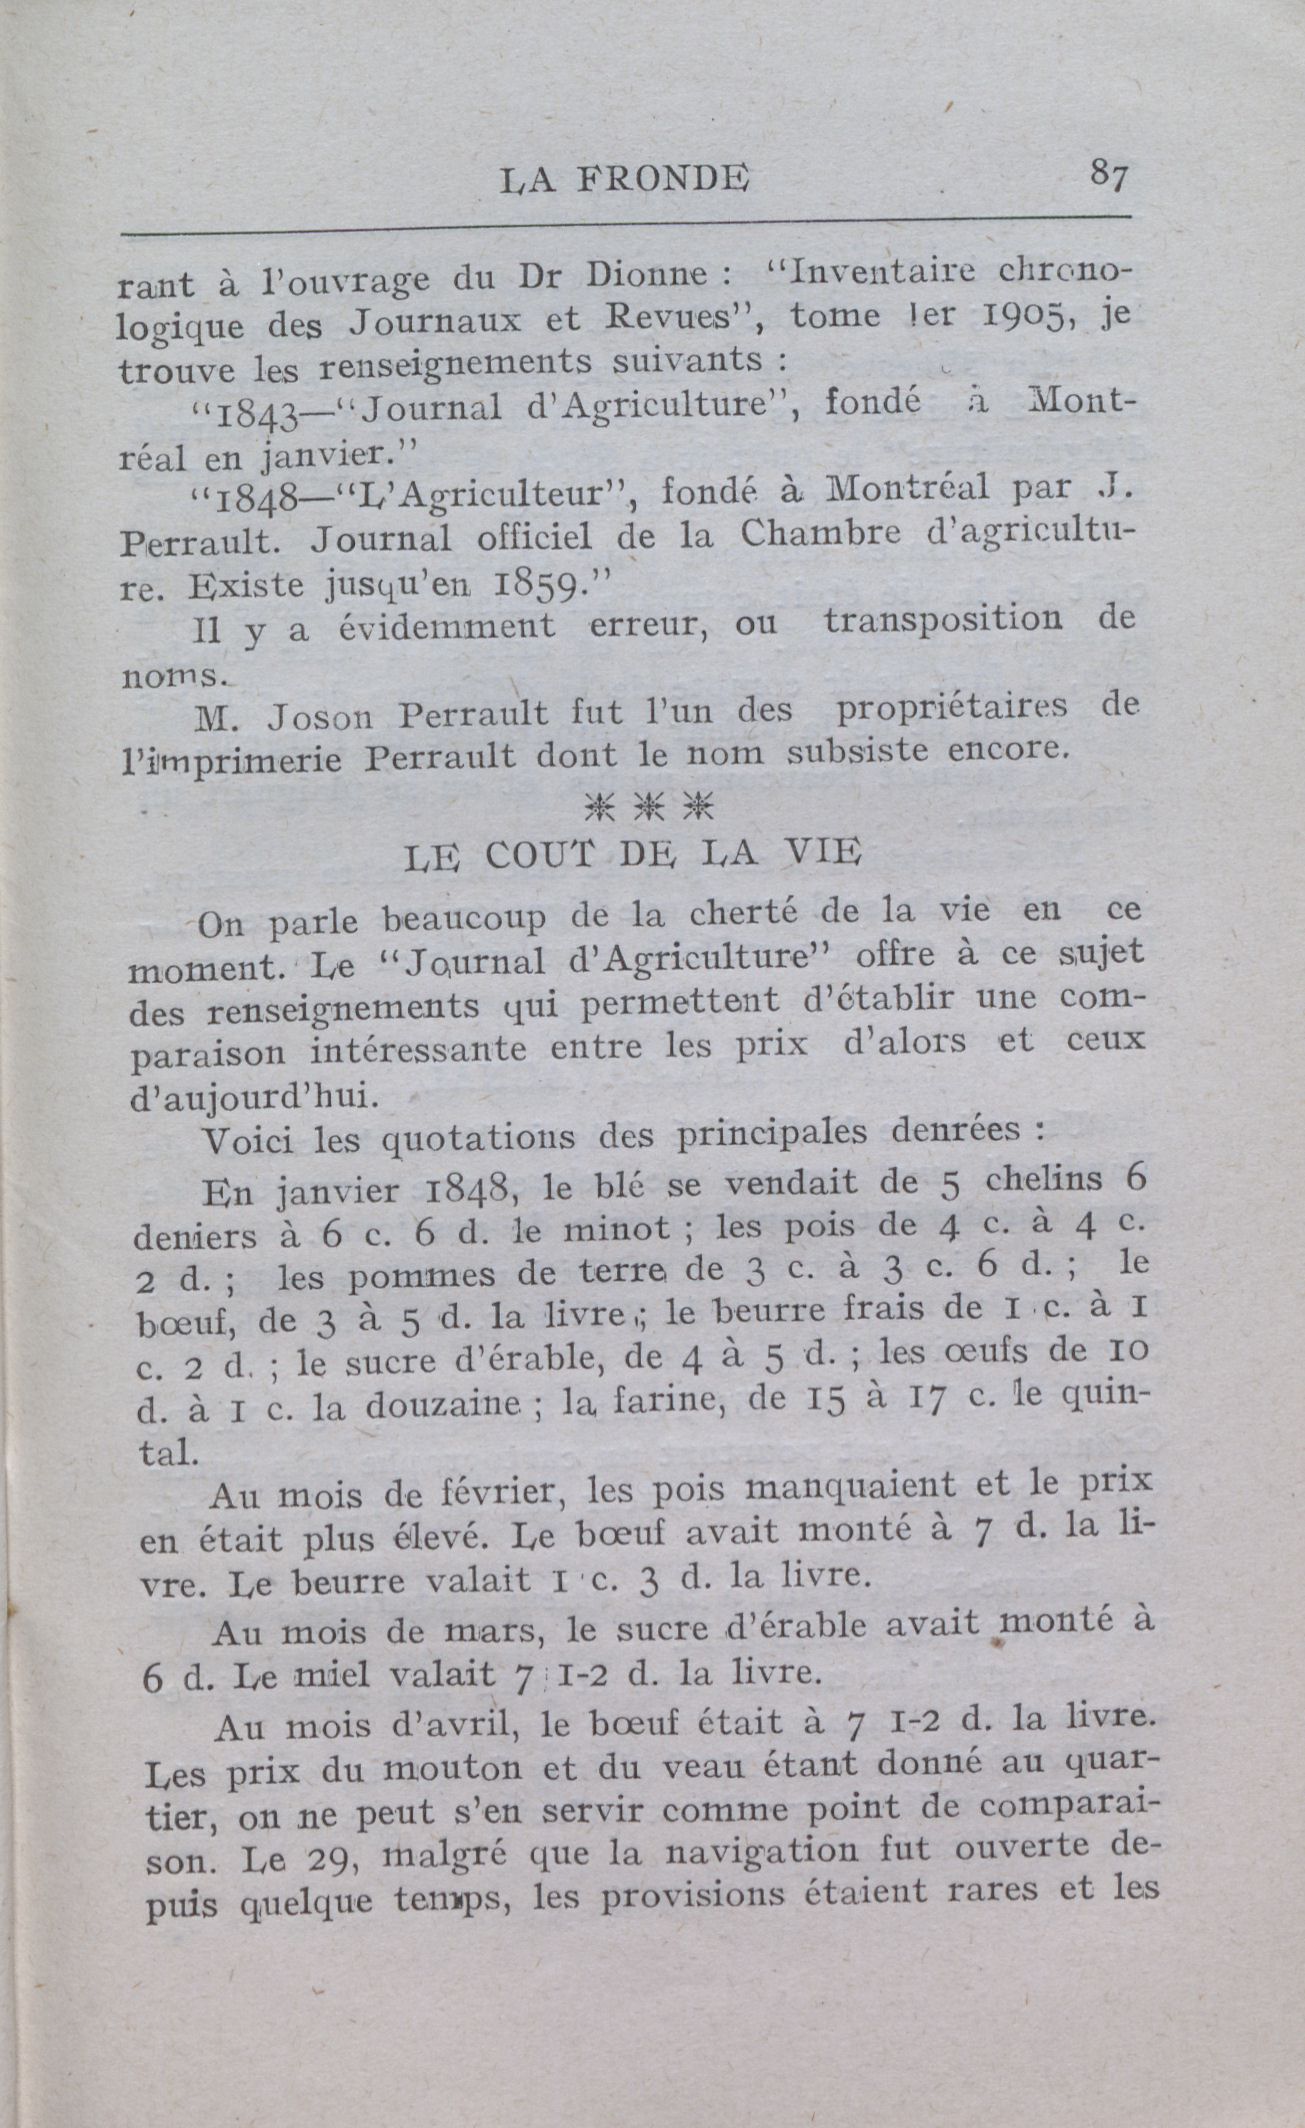 LA FRONDE 87
rant à l'ouvrage du Dr Dionne : "Inventaire chrono-
logique des Journaux et Revues", tome 1er 1905, je
trouve les renseignements suivants :
"1843—"Journal d'Agriculture", fondé à Mont-
réal en janvier."
"1848—"L'Agriculteur", fondé à Montréal par J.
Perrault. Journal officiel de la Chambre d'agricultu-
re. Existe jusqu'en 1859."
Il y a évidemment erreur, ou transposition de
noms.
M. Joson Perrault fut l'un des propriétaires de
l'imprimerie Perrault dont le nom subsiste encore.
* * *
LE COUT DE LA VIE
On parle beaucoup de la cherté de la vie en ce
moment. Le "Journal d'Agriculture" offre à ce sujet
des renseignements qui permettent d'établir une com-
paraison intéressante entre les prix d'alors et ceux
d'aujourd'hui.
Voici les quotations des principales denrées :
En janvier 1848, le blé se vendait de 5 chelins 6
deniers à 6 c. 6 d. le minot ; les pois de 4 c. à 4 c.
2 d. ; les pommes de terre de 3 c. à 3 c. 6 d. ; le
bœuf, de 3 à 5 d. la livre ; le beurre frais de 1 c. à 1
c. 2 d. ; le sucre d'érable, de 4 à 5 d. ; les œufs de 10
d. à 1 c. la douzaine ; la farine, de 15 à 17 c. le quin-
tal.
Au mois de février, les pois manquaient et le prix
en était plus élevé. Le bœuf avait monté à 7 d. la li-
vre. Le beurre valait 1 c. 3 d. la livre.
Au mois de mars, le sucre d'érable avait monté à
6 d. Le miel valait 7 1-2 d. la livre.
Au mois d'avril, le bœuf était à 7 1-2 d. la livre.
Les prix du mouton et du veau étant donné au quar-
tier, on ne peut s'en servir comme point de comparai-
son. Le 29, malgré que la navigation fut ouverte de-
puis quelque temps, les provisions étaient rares et les